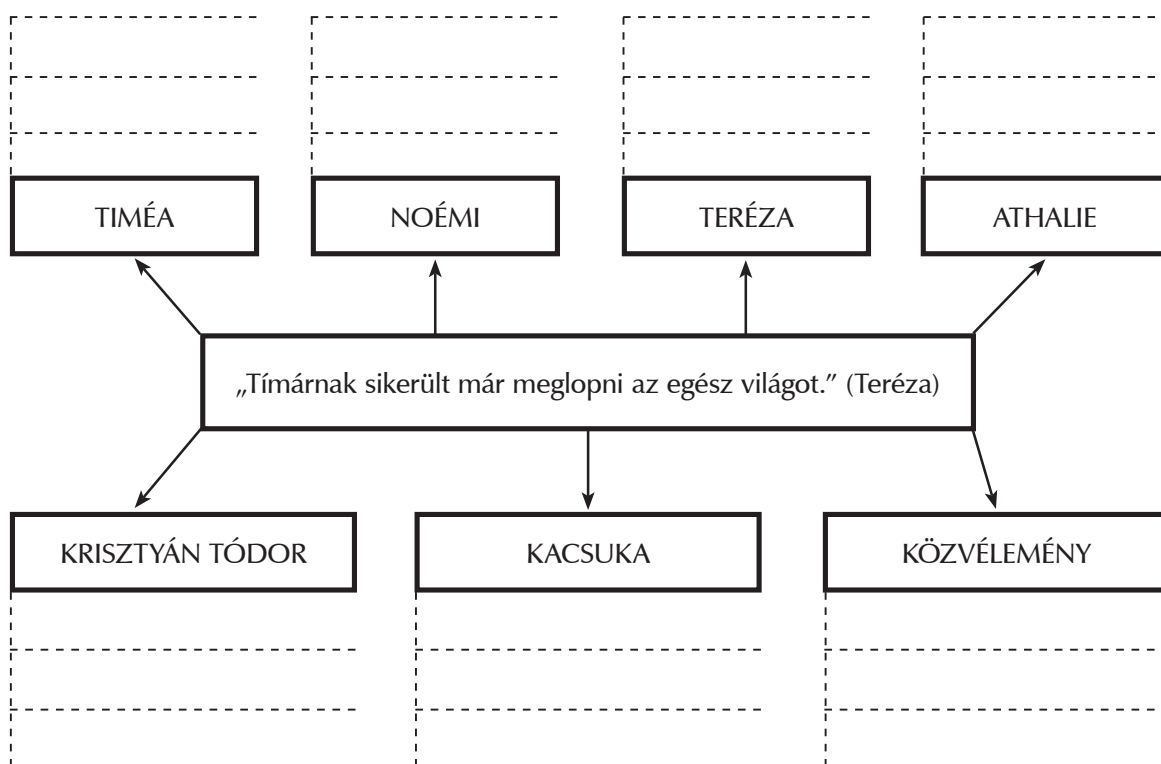 TIMÉA
NOÉMI
TERÉZA
ATHALIE
„Tímárnak sikerült már meglopni az egész világot.” (Teréza)
KRISZTYÁN TÓDOR
KACSUKA
KÖZVÉLEMÉNY